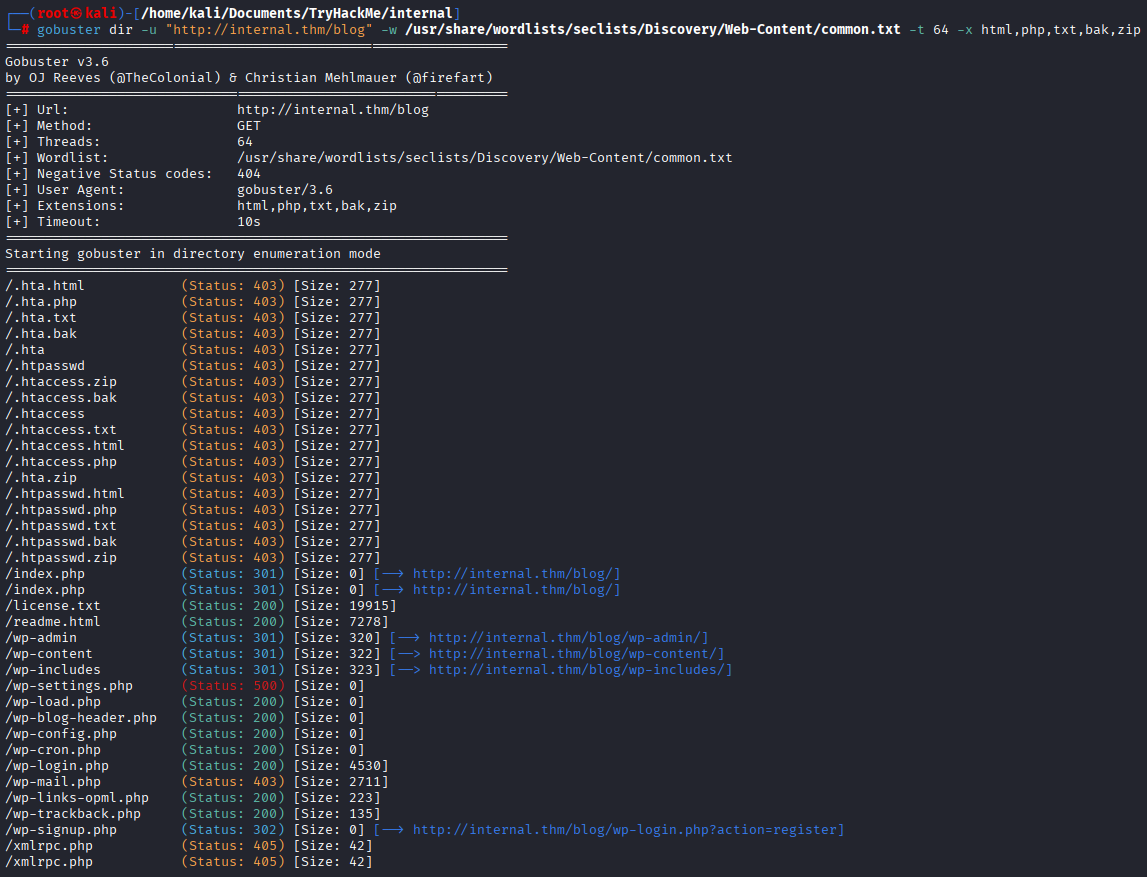 ┌──(root㉿kali)-[/home/kali/Documents/TryHackMe/internal]
└─# gobuster dir -u "http://internal.thm/blog" -w /usr/share/wordlists/seclists/Discovery/Web-Content/common.txt -t 64 -x html,php,txt,bak,zip
===============================================================
Gobuster v3.6
by OJ Reeves (@TheColonial) & Christian Mehlmauer (@firefart)
===============================================================
[+] Url:                     http://internal.thm/blog
[+] Method:                  GET
[+] Threads:                 64
[+] Wordlist:                /usr/share/wordlists/seclists/Discovery/Web-Content/common.txt
[+] Negative Status codes:   404
[+] User Agent:              gobuster/3.6
[+] Extensions:              html,php,txt,bak,zip
[+] Timeout:                 10s
===============================================================
Starting gobuster in directory enumeration mode
===============================================================
/.hta.html            (Status: 403) [Size: 277]
/.hta.php             (Status: 403) [Size: 277]
/.hta.txt             (Status: 403) [Size: 277]
/.hta.bak             (Status: 403) [Size: 277]
/.hta                 (Status: 403) [Size: 277]
/.htpasswd            (Status: 403) [Size: 277]
/.htaccess.zip        (Status: 403) [Size: 277]
/.htaccess.bak        (Status: 403) [Size: 277]
/.htaccess            (Status: 403) [Size: 277]
/.htaccess.txt        (Status: 403) [Size: 277]
/.htaccess.html       (Status: 403) [Size: 277]
/.htaccess.php        (Status: 403) [Size: 277]
/.hta.zip             (Status: 403) [Size: 277]
/.htpasswd.html       (Status: 403) [Size: 277]
/.htpasswd.php        (Status: 403) [Size: 277]
/.htpasswd.txt        (Status: 403) [Size: 277]
/.htpasswd.bak        (Status: 403) [Size: 277]
/.htpasswd.zip        (Status: 403) [Size: 277]
/index.php            (Status: 301) [Size: 0] [--> http://internal.thm/blog/]
/index.php            (Status: 301) [Size: 0] [--> http://internal.thm/blog/]
/license.txt          (Status: 200) [Size: 19915]
/readme.html          (Status: 200) [Size: 7278]
/wp-admin             (Status: 301) [Size: 320] [--> http://internal.thm/blog/wp-admin/]
/wp-content           (Status: 301) [Size: 322] [--> http://internal.thm/blog/wp-content/]
/wp-includes          (Status: 301) [Size: 323] [--> http://internal.thm/blog/wp-includes/]
/wp-settings.php      (Status: 500) [Size: 0]
/wp-load.php          (Status: 200) [Size: 0]
/wp-blog-header.php   (Status: 200) [Size: 0]
/wp-config.php        (Status: 200) [Size: 0]
/wp-cron.php          (Status: 200) [Size: 0]
/wp-login.php         (Status: 200) [Size: 4530]
/wp-mail.php          (Status: 403) [Size: 2711]
/wp-links-opml.php    (Status: 200) [Size: 223]
/wp-trackback.php     (Status: 200) [Size: 135]
/wp-signup.php        (Status: 302) [Size: 0] [--> http://internal.thm/blog/wp-login.php?action=register]
/xmlrpc.php           (Status: 405) [Size: 42]
/xmlrpc.php           (Status: 405) [Size: 42]